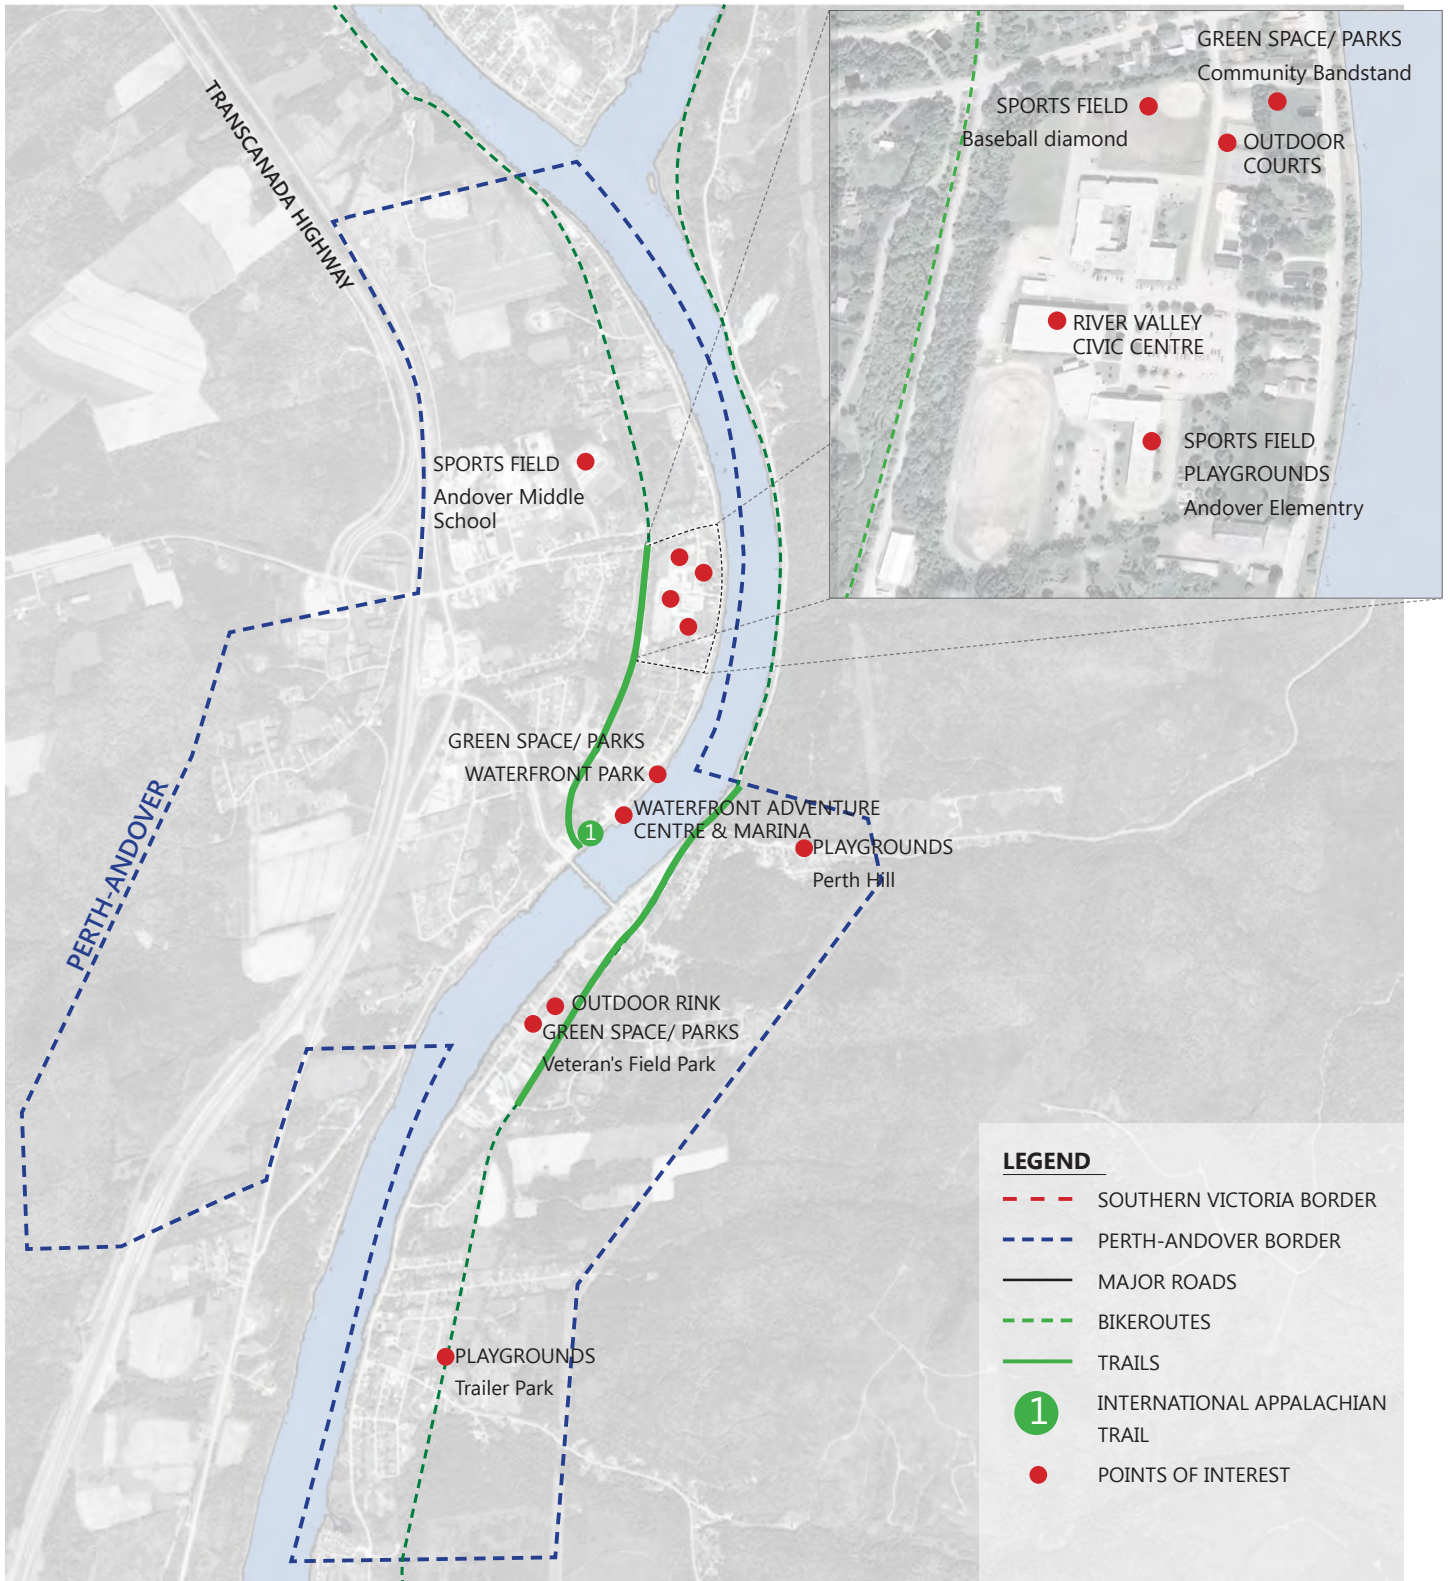 TRANSCANADA HIGHWAY
GREEN SPACE/ PARKS
Community Bandstand
SPORTS FIELD
Baseball diamond
OUTDOOR
COURTS
RIVER VALLEY
CIVIC CENTRE
SPORTS FIELD
PLAYGROUNDS
Andover Elementry
SPORTS FIELD
Andover Middle
School
GREEN SPACE/ PARKS
WATERFRONT PARK
WATERFRONT ADVENTURE
CENTRE & MARINA
1
PLAYGROUNDS
Perth Hill
PERTH-ANDOVER
OUTDOOR RINK
GREEN SPACE/ PARKS
Veteran's Field Park
PLAYGROUNDS
Trailer Park
LEGEND
SOUTHERN VICTORIA BORDER
PERTH-ANDOVER BORDER
MAJOR ROADS
BIKEROUTES
TRAILS
1 INTERNATIONAL APPALACHIAN
TRAIL
POINTS OF INTEREST